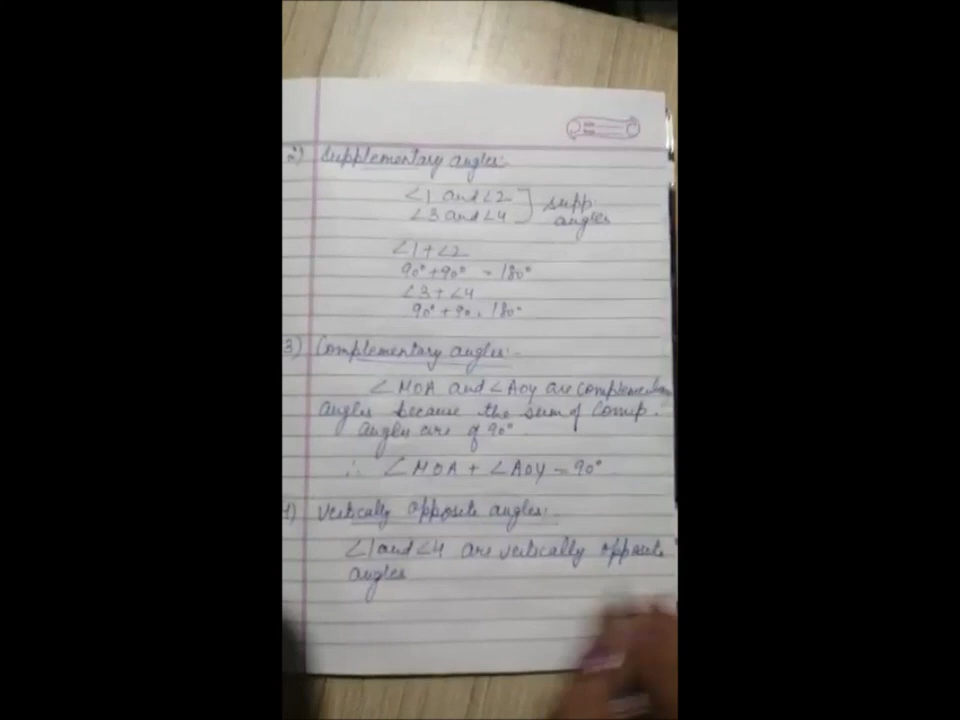 2) Supplementary angles:-
∠1 and ∠2 ] supp
∠3 and ∠4 angles
∠1+∠2
90°+90° = 180°
∠3+∠4
90°+90 = 180°
3) Complementary angles:-
∠MOA and ∠AOY are complementary
angles because the sum of comp.
angles are of 90°
∴ ∠MOA + ∠AOY = 90°
4) Vertically opposite angles:-
∠1 and ∠4 are vertically opposite
angles